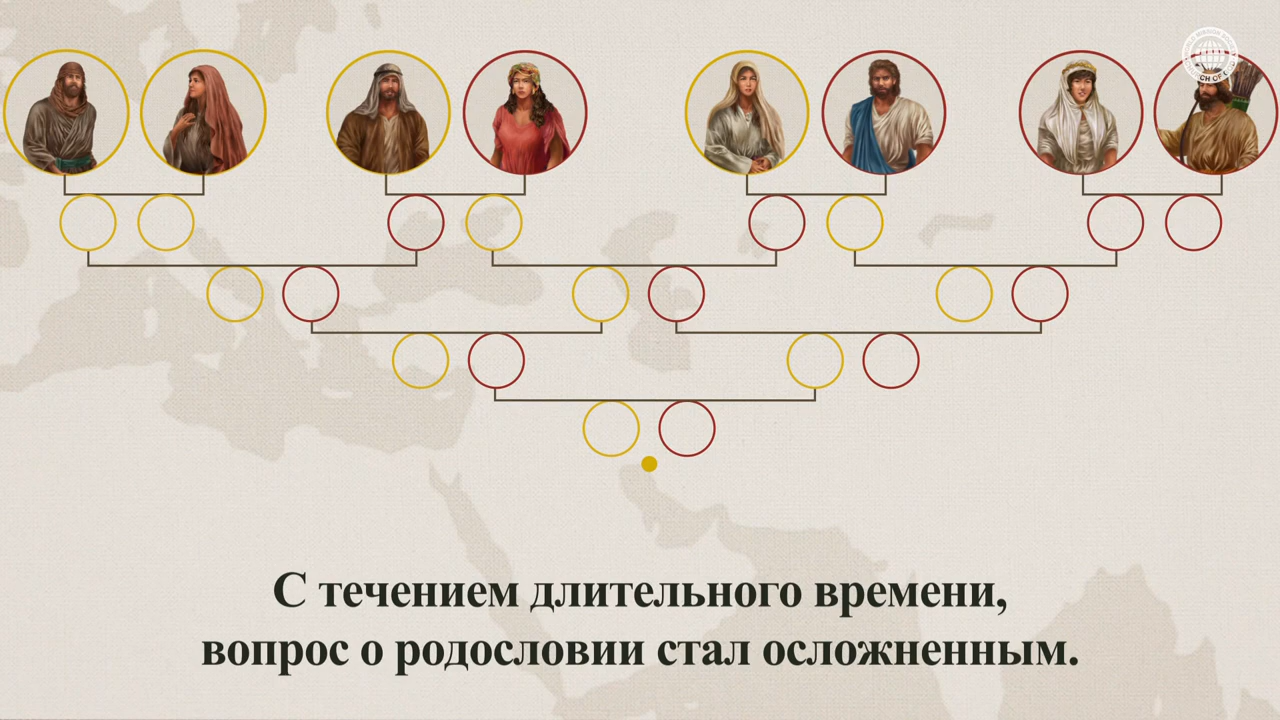 С течением длительного времени,
вопрос о родословии стал осложненным.